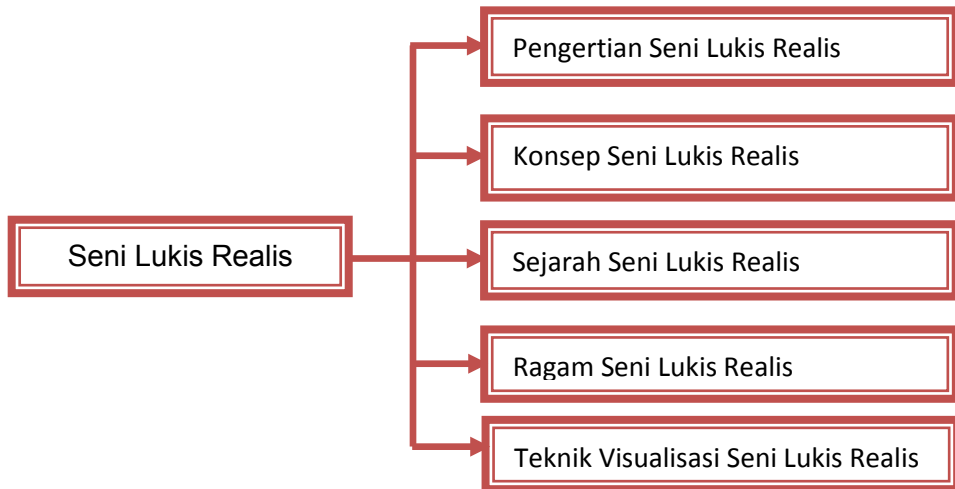 Seni Lukis Realis
Pengertian Seni Lukis Realis
Konsep Seni Lukis Realis
Sejarah Seni Lukis Realis
Ragam Seni Lukis Realis
Teknik Visualisasi Seni Lukis Realis